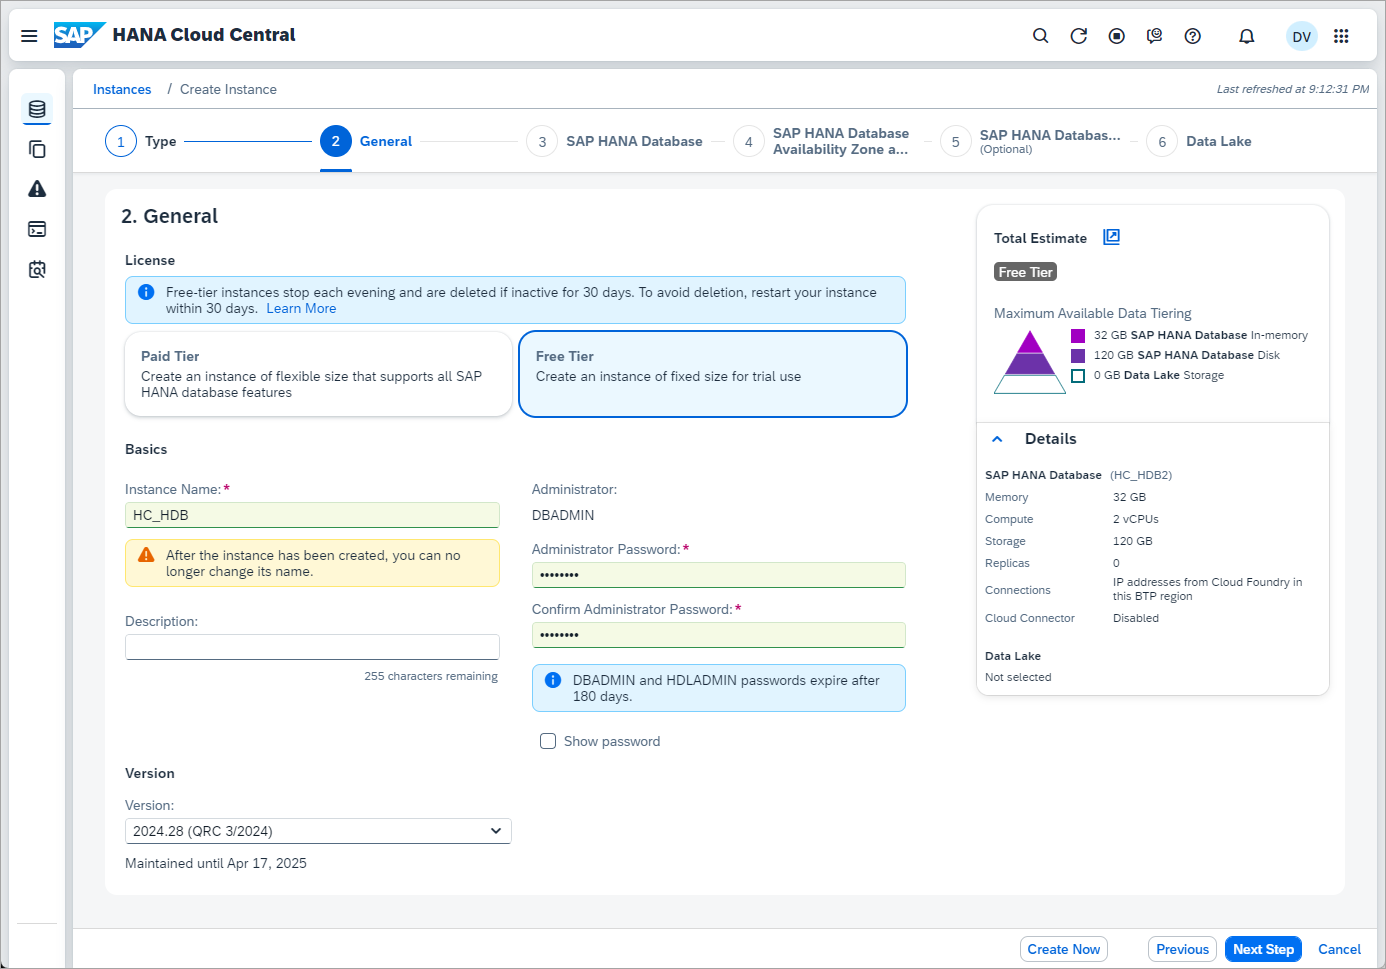 SAP HANA Cloud Central
DV
Instances / Create Instance
Last refreshed at 9:12:31 PM
1 Type
2 General
3 SAP HANA Database
4 SAP HANA Database
Availability Zone a...
5 SAP HANA Databas...
(Optional)
6 Data Lake
2. General
License
Free-tier instances stop each evening and are deleted if inactive for 30 days. To avoid deletion, restart your instance
within 30 days. Learn More
Paid Tier
Create an instance of flexible size that supports all SAP
HANA database features
Free Tier
Create an instance of fixed size for trial use
Basics
Instance Name:*
HC_HDB
After the instance has been created, you can no
longer change its name.
Description:
255 characters remaining
Administrator:
DBADMIN
Administrator Password:*
••••••••
Confirm Administrator Password:*
••••••••
DBADMIN and HDLADMIN passwords expire after
180 days.
Show password
Version
Version:
2024.28 (QRC 3/2024)
Maintained until Apr 17, 2025
Total Estimate
Free Tier
Maximum Available Data Tiering
32 GB SAP HANA Database In-memory
120 GB SAP HANA Database Disk
0 GB Data Lake Storage
Details
SAP HANA Database (HC_HDB2)
Memory 32 GB
Compute 2 vCPUs
Storage 120 GB
Replicas 0
Connections IP addresses from Cloud Foundry in
this BTP region
Cloud Connector Disabled
Data Lake
Not selected
Create Now
Previous
Next Step
Cancel